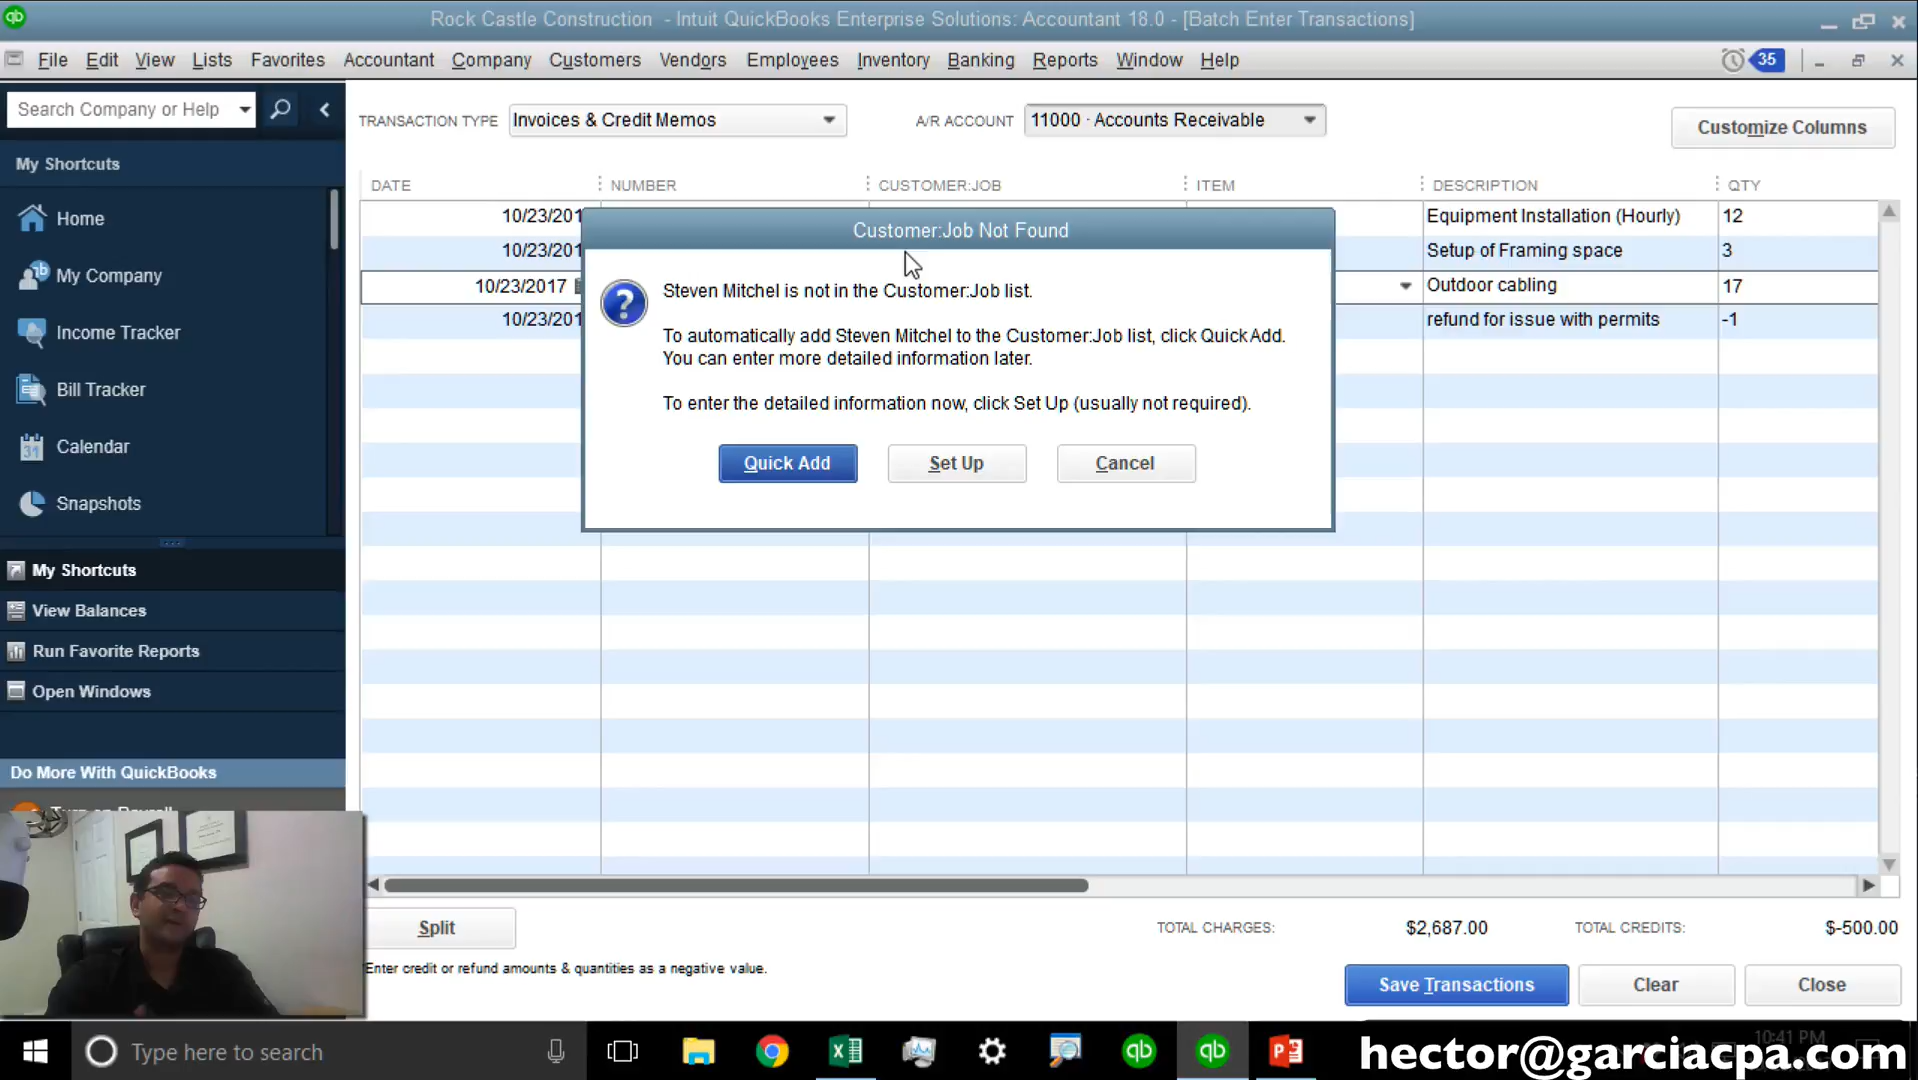 Rock Castle Construction - Intuit QuickBooks Enterprise Solutions: Accountant 18.0 - [Batch Enter Transactions]
File Edit View Lists Favorites Accountant Company Customers Vendors Employees Inventory Banking Reports Window Help
35
Search Company or Help
TRANSACTION TYPE Invoices & Credit Memos A/R ACCOUNT 11000 · Accounts Receivable
Customize Columns
My Shortcuts
Home
My Company
Income Tracker
Bill Tracker
Calendar
Snapshots
My Shortcuts
View Balances
Run Favorite Reports
Open Windows
Do More With QuickBooks
Turn on Payroll
DATE NUMBER CUSTOMER:JOB ITEM DESCRIPTION QTY
10/23/201 Equipment Installation (Hourly) 12
10/23/201 Setup of Framing space 3
10/23/2017 Outdoor cabling 17
10/23/201 refund for issue with permits -1
Customer:Job Not Found
Steven Mitchel is not in the Customer:Job list.
To automatically add Steven Mitchel to the Customer:Job list, click Quick Add.
You can enter more detailed information later.
To enter the detailed information now, click Set Up (usually not required).
Quick Add Set Up Cancel
Split
TOTAL CHARGES: $2,687.00 TOTAL CREDITS: $-500.00
Enter credit or refund amounts & quantities as a negative value.
Save Transactions Clear Close
Type here to search
10:41 PM
hector@garciacpa.com